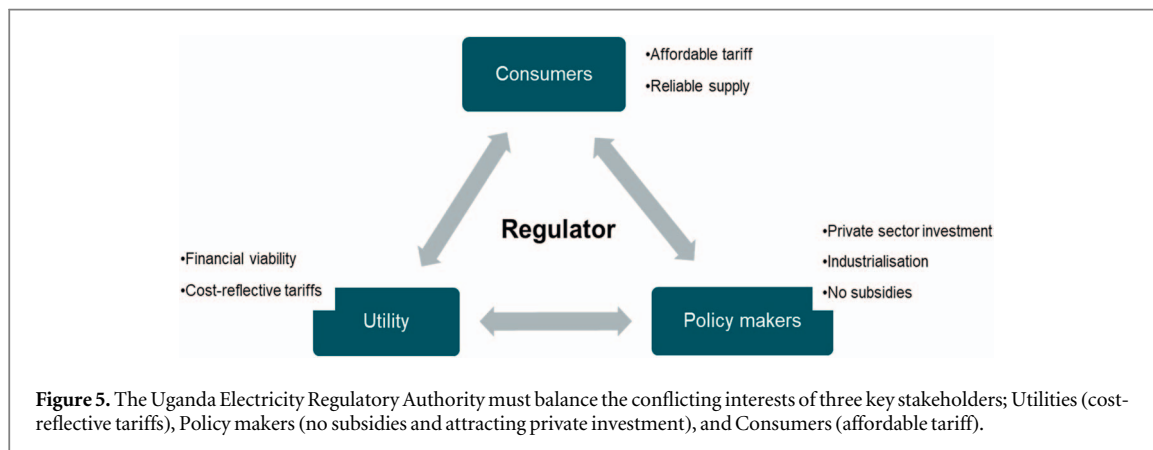 Consumers
•Affordable tariff
•Reliable supply
Regulator
•Financial viability
•Cost-reflective tariffs
Utility
•Private sector investment
•Industrialisation
•No subsidies
Policy makers
Figure 5. The Uganda Electricity Regulatory Authority must balance the conflicting interests of three key stakeholders; Utilities (cost-
reflective tariffs), Policy makers (no subsidies and attracting private investment), and Consumers (affordable tariff).